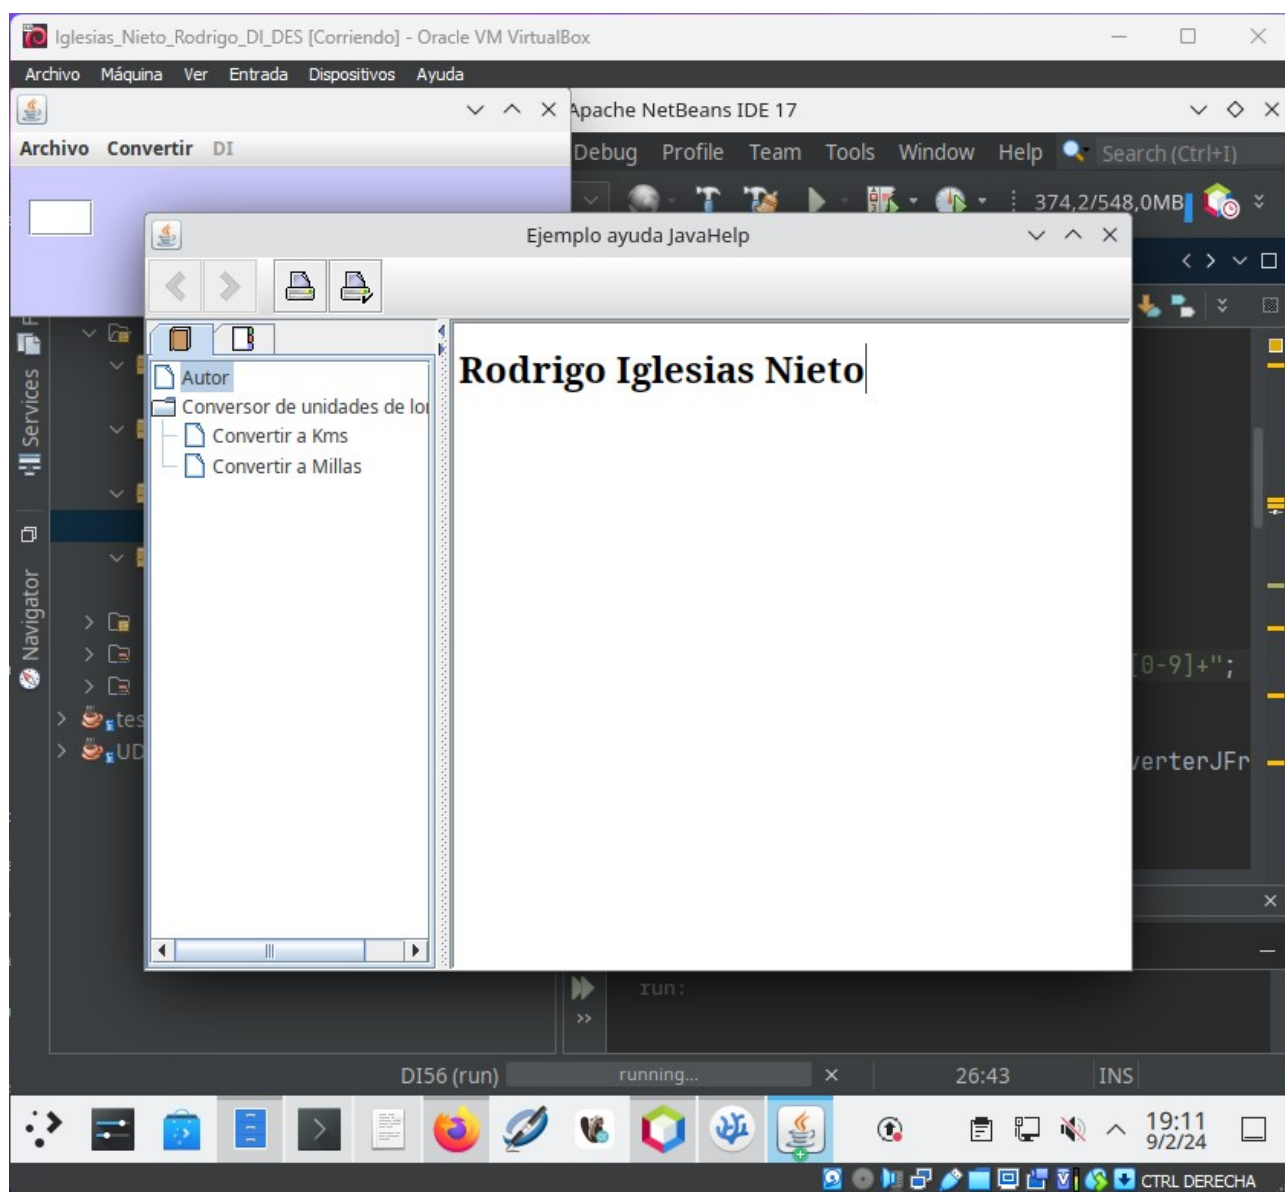 Iglesias_Nieto_Rodrigo_DI_DES [Corriendo] - Oracle VM VirtualBox
Archivo Máquina Ver Entrada Dispositivos Ayuda
Apache NetBeans IDE 17
Archivo Convertir DI
Debug Profile Team Tools Window Help Search (Ctrl+I)
374,2/548,0MB
Ejemplo ayuda JavaHelp
Services
Navigator
Autor
Conversor de unidades de lo
Convertir a Kms
Convertir a Millas
Rodrigo Iglesias Nieto
[0-9]+";
tes
UD
verterJFr
run:
DI56 (run) running... 26:43 INS
19:11
9/2/24
CTRL DERECHA